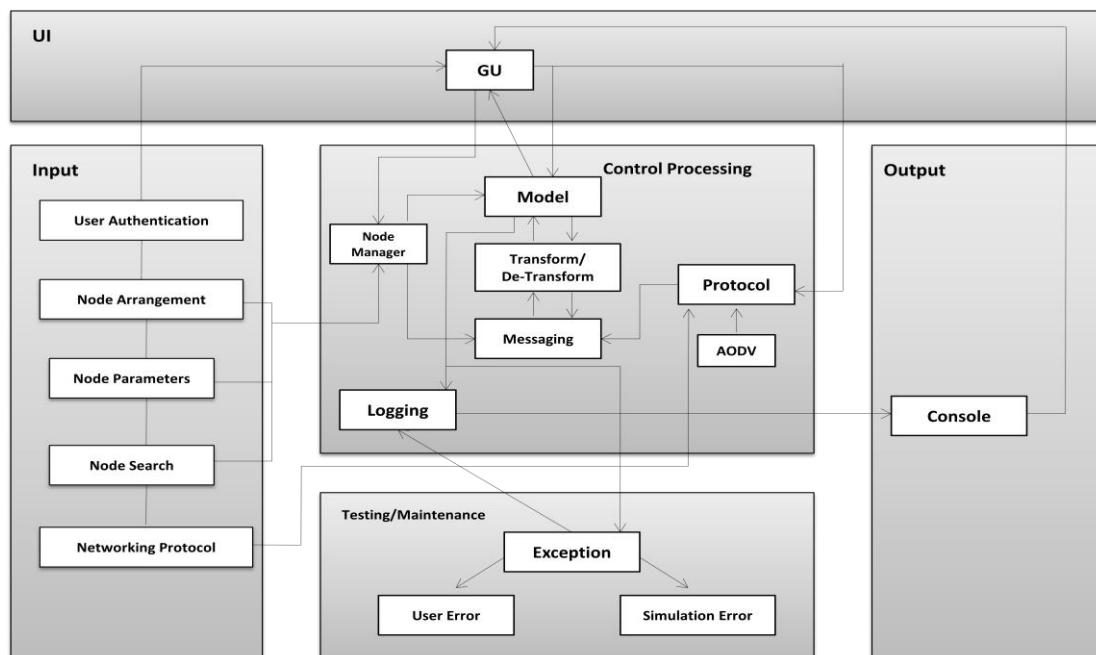 UI
GU
Input
User Authentication
Node Arrangement
Node Parameters
Node Search
Networking Protocol
Control Processing
Model
Node
Manager
Transform/
De-Transform
Protocol
Messaging
AODV
Logging
Output
Console
Testing/Maintenance
Exception
User Error
Simulation Error